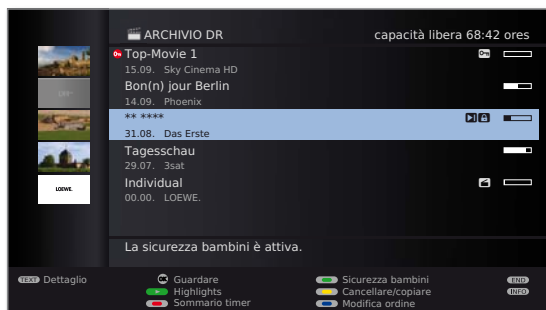 ARCHIVIO DR capacità libera 68:42 ores
Top-Movie 1
15.09. Sky Cinema HD
Bon(n) jour Berlin
14.09. Phoenix
** ****
31.08. Das Erste
Tagesschau
29.07. 3sat
Individual
00.00. LOEWE.
LOEWE.
La sicurezza bambini è attiva.
TEXT Dettaglio OK Guardare Sicurezza bambini END
Highlights Cancellare/copiare INFO
Sommario timer Modifica ordine